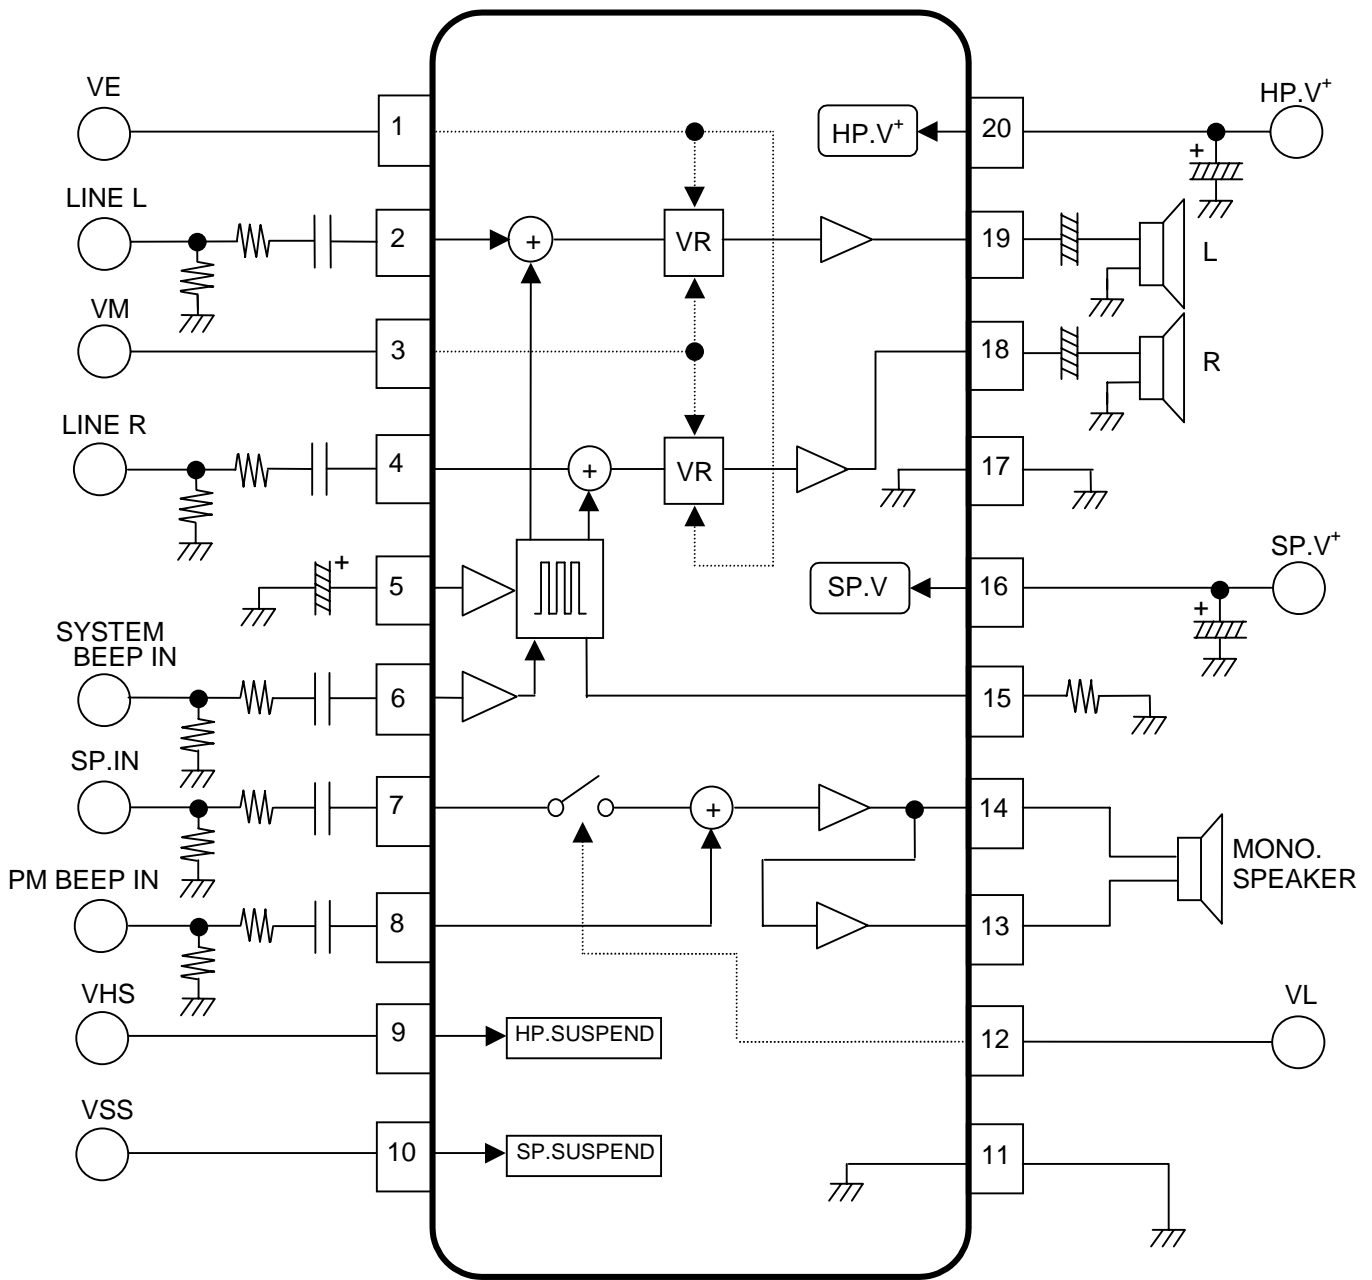 VE
1
HP.V+
20
HP.V+
+
LINE L
2
+
VR
19
L
VM
3
18
R
LINE R
4
+
VR
17
+
5
SP.V
16
SP.V+
+
SYSTEM
BEEP IN
6
15
SP.IN
7
+
14
MONO.
SPEAKER
PM BEEP IN
8
13
VHS
9
HP.SUSPEND
12
VL
VSS
10
SP.SUSPEND
11